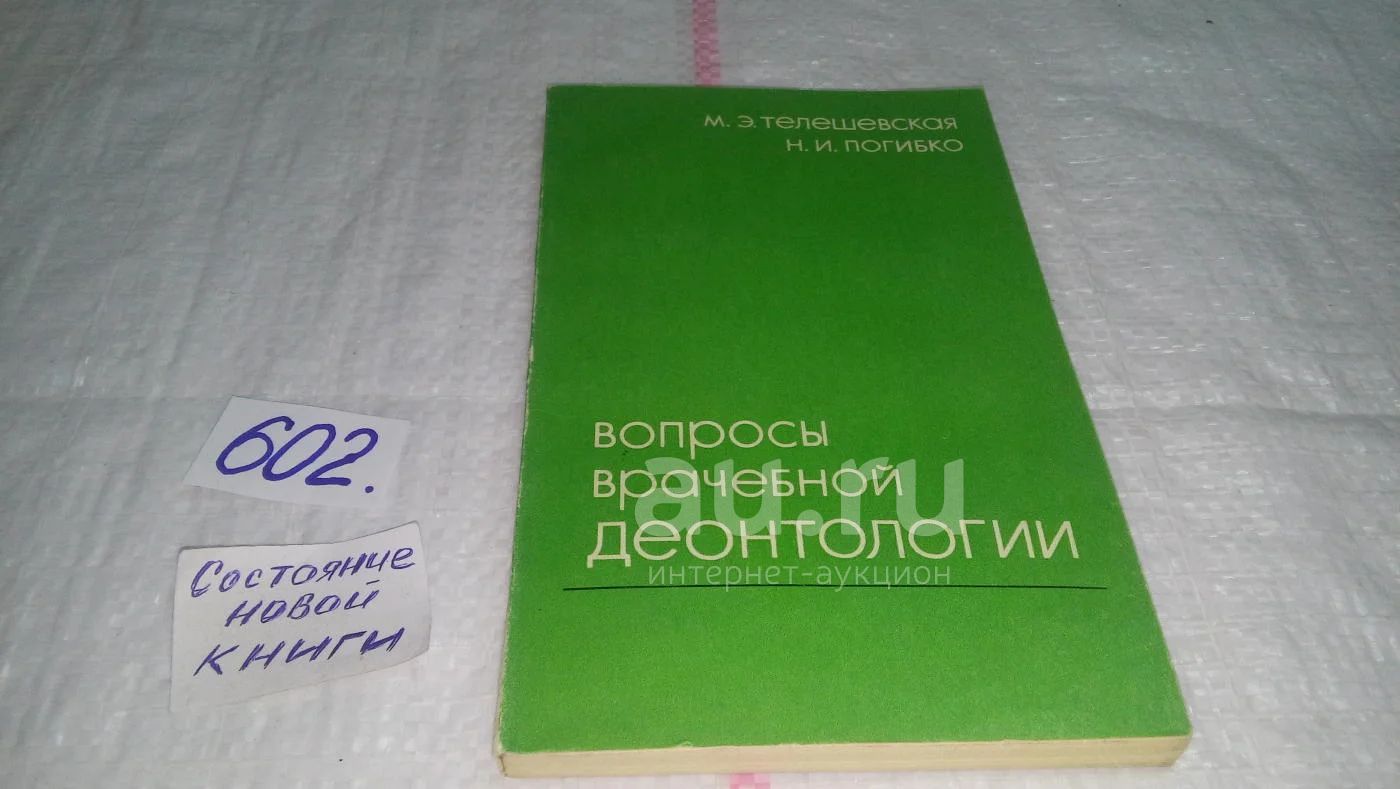 м. э. телешевская
н. и. погибко
вопросы
врачебной
деонтологии
au.ru
интернет-аукцион
602.
Состояние
новой
книги